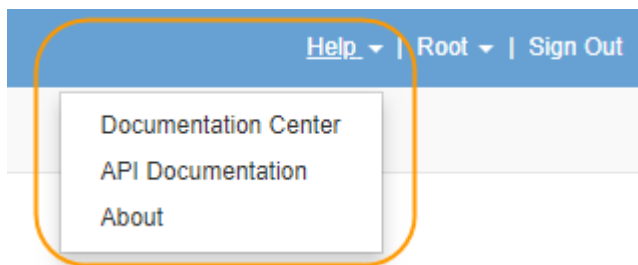 Help | Root | Sign Out
Documentation Center
API Documentation
About